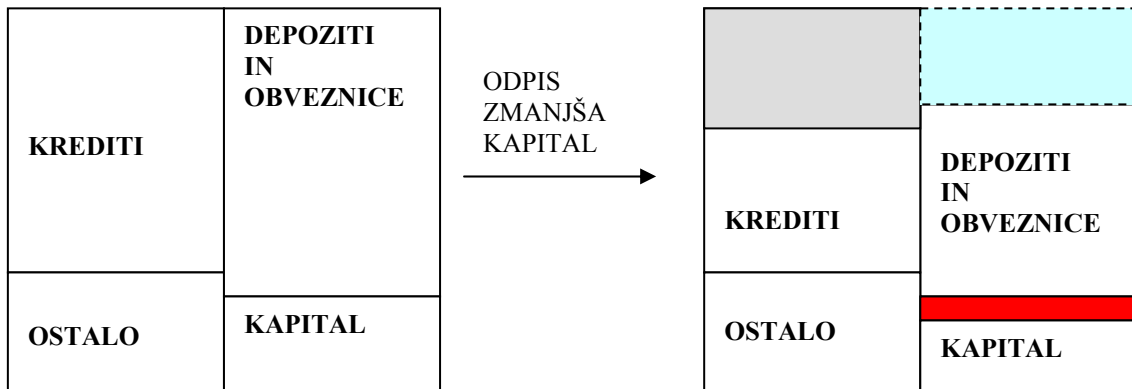 KREDITI
OSTALO
DEPOZITI
IN
OBVEZNICE
KAPITAL
ODPIS
ZMANJŠA
KAPITAL
KREDITI
OSTALO
DEPOZITI
IN
OBVEZNICE
KAPITAL